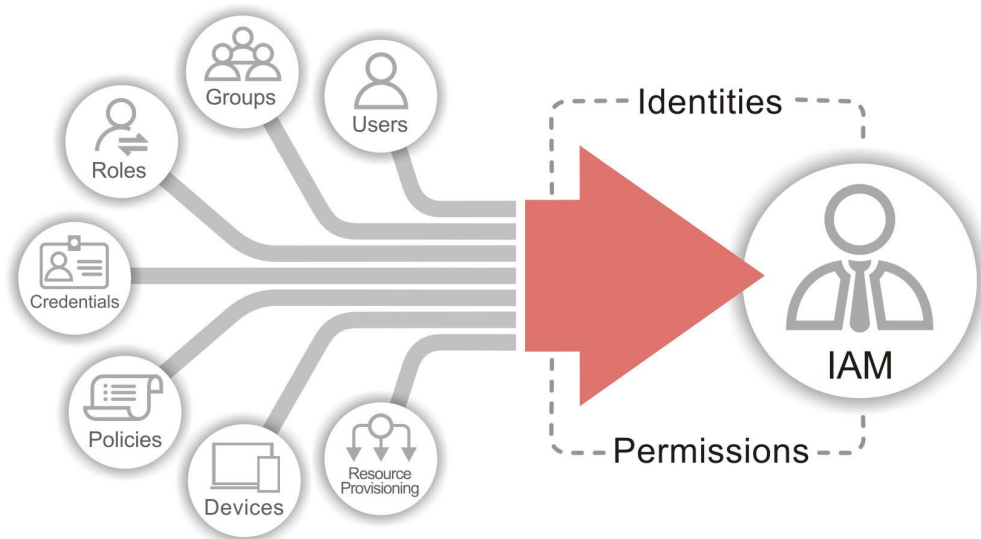 Groups
Users
Roles
Credentials
Policies
Devices
Resource
Provisioning
Identities
IAM
Permissions